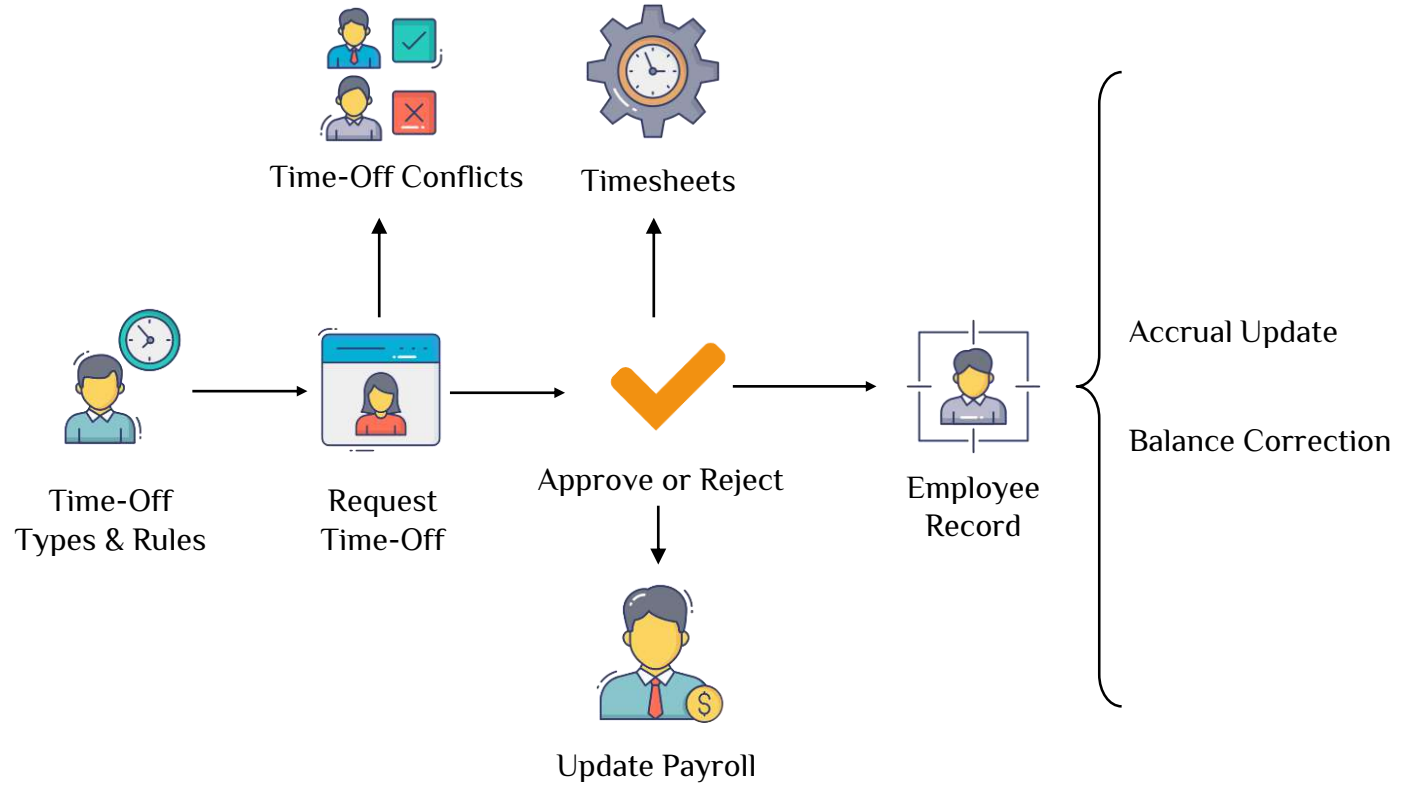 Time-Off Conflicts
Timesheets
Time-Off
Types & Rules
Request
Time-Off
Approve or Reject
Employee
Record
Accrual Update
Balance Correction
$
Update Payroll